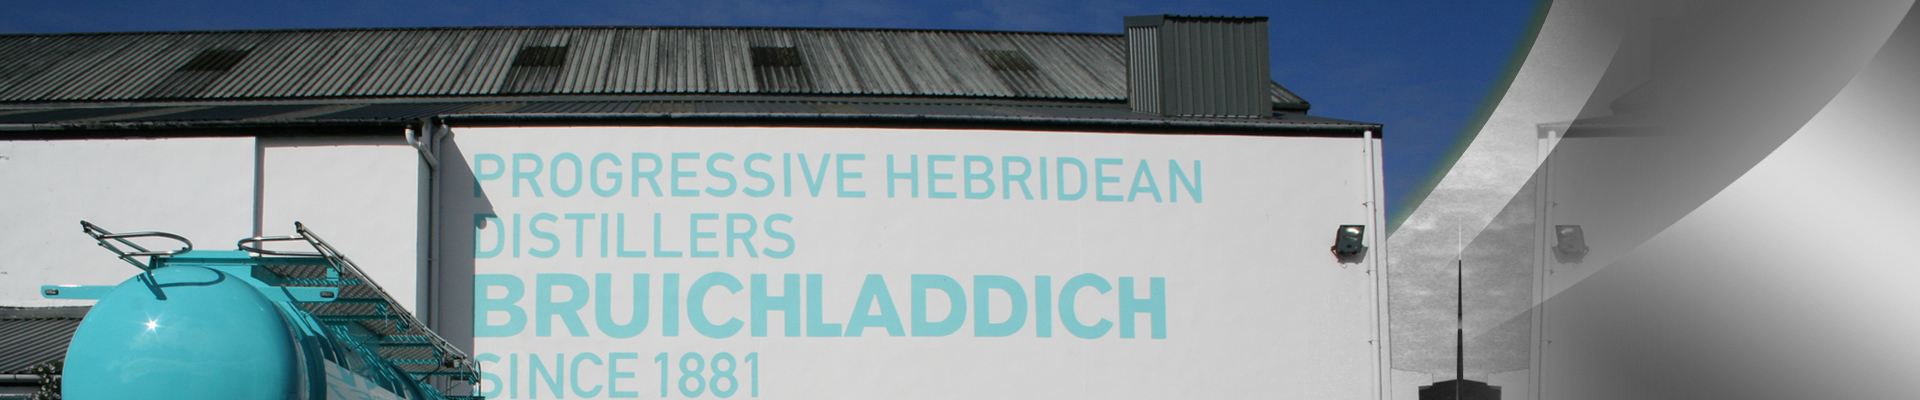 PROGRESSIVE HEBRIDEAN
DISTILLERS
BRUICHLADDICH
SINCE 1881